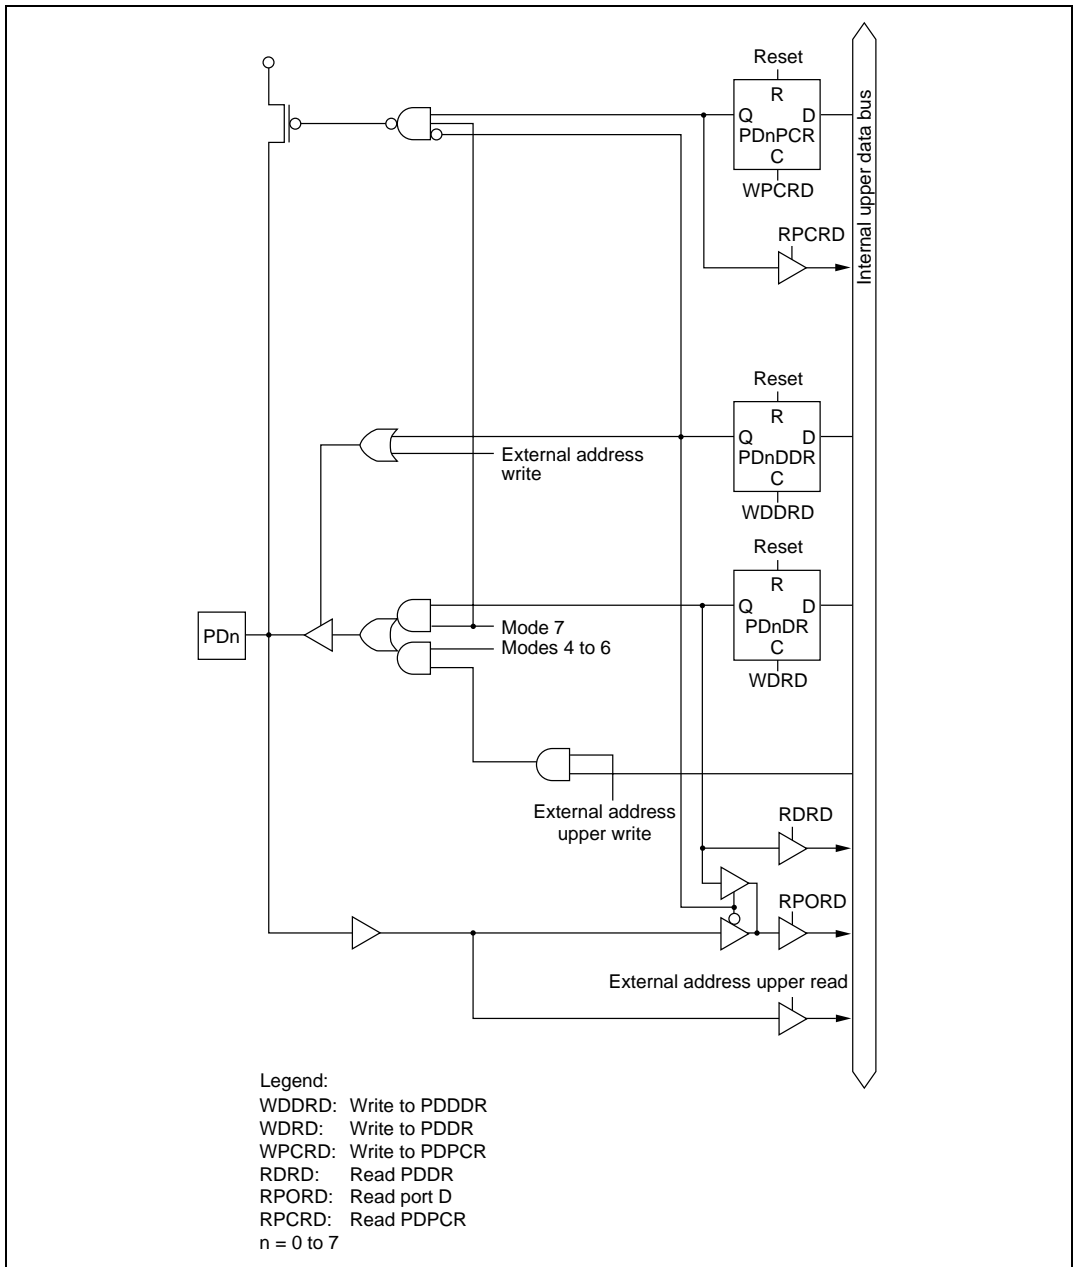 Reset
R
Q D
PDnPCR
C
WPCRD
Internal upper data bus
RPCRD
Reset
R
Q D
PDnDDR
C
WDDRD
External address
write
Reset
R
Q D
PDnDR
C
WDRD
PDn
Mode 7
Modes 4 to 6
External address
upper write
RDRD
RPORD
External address upper read
Legend:
WDDRD: Write to PDDDR
WDRD: Write to PDDR
WPCRD: Write to PDPCR
RDRD: Read PDDR
RPORD: Read port D
RPCRD: Read PDPCR
n = 0 to 7